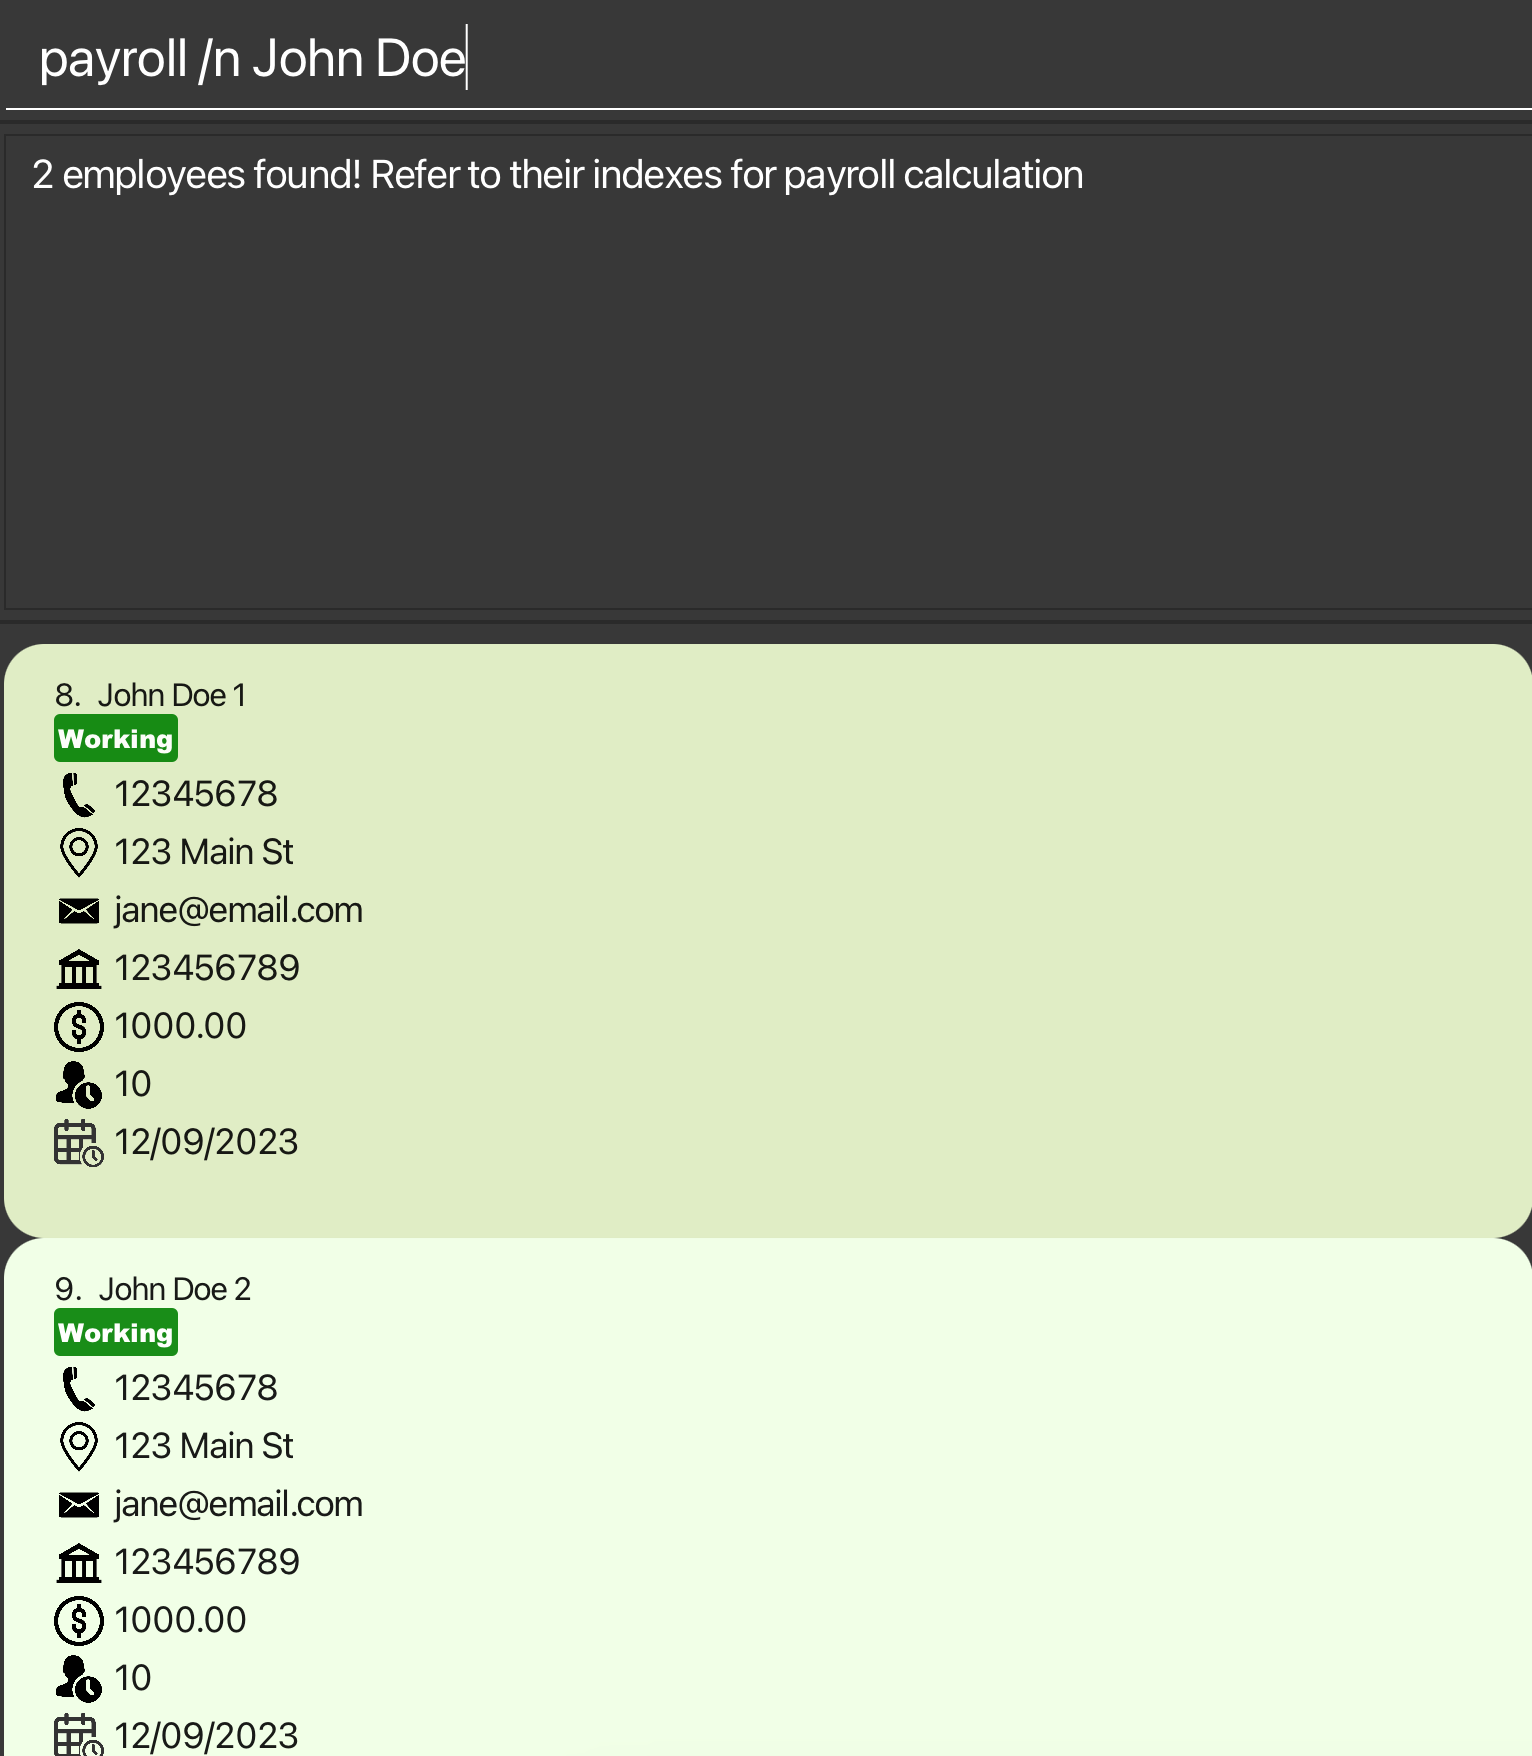 payroll /n John Doe
2 employees found! Refer to their indexes for payroll calculation
8. John Doe 1
Working
12345678
123 Main St
jane@email.com
123456789
1000.00
10
12/09/2023
9. John Doe 2
Working
12345678
123 Main St
jane@email.com
123456789
1000.00
10
12/09/2023